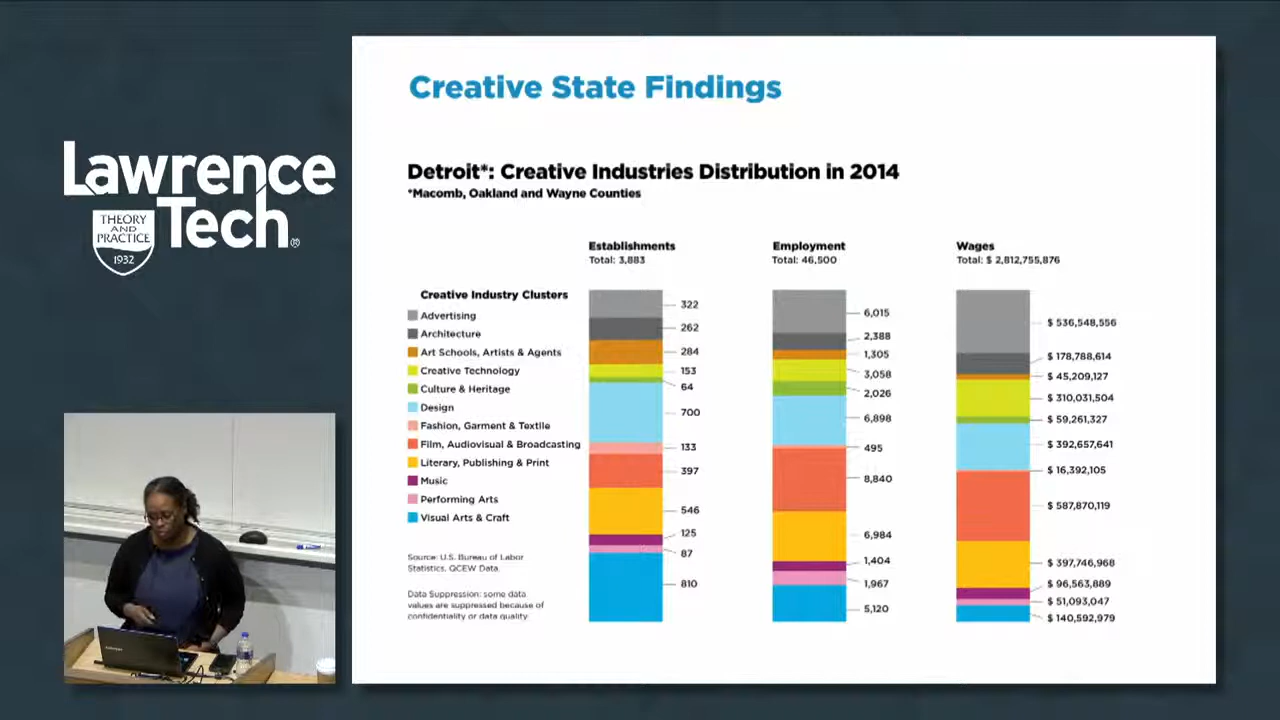 Lawrence
Tech®
THEORY
AND
PRACTICE
1932
Creative State Findings
Detroit*: Creative Industries Distribution in 2014
*Macomb, Oakland and Wayne Counties
Establishments
Total: 3,883
Employment
Total: 46,500
Wages
Total: $ 2,812,755,876
Creative Industry Clusters
Advertising
Architecture
Art Schools, Artists & Agents
Creative Technology
Culture & Heritage
Design
Fashion, Garment & Textile
Film, Audiovisual & Broadcasting
Literary, Publishing & Print
Music
Performing Arts
Visual Arts & Craft
Source: U.S. Bureau of Labor
Statistics, QCEW Data.
Data Suppression: some data
values are suppressed because of
confidentiality or data quality.
322
262
284
153
64
700
133
397
546
125
87
810
6,015
2,388
1,305
3,058
2,026
6,898
495
8,840
6,984
1,404
1,967
5,120
$ 536,548,556
$ 178,788,614
$ 45,209,127
$ 310,031,504
$ 59,261,327
$ 392,657,641
$ 16,392,105
$ 587,870,119
$ 397,746,968
$ 96,563,889
$ 51,093,047
$ 140,592,979